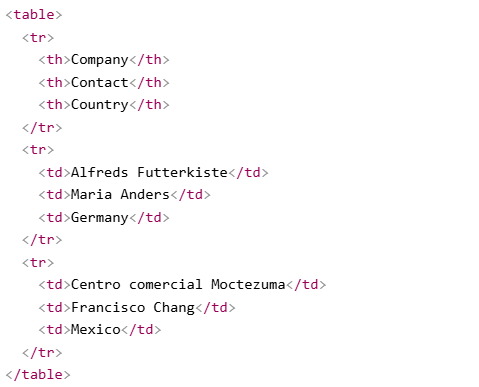 <table>
  <tr>
    <th>Company</th>
    <th>Contact</th>
    <th>Country</th>
  </tr>
  <tr>
    <td>Alfreds Futterkiste</td>
    <td>Maria Anders</td>
    <td>Germany</td>
  </tr>
  <tr>
    <td>Centro comercial Moctezuma</td>
    <td>Francisco Chang</td>
    <td>Mexico</td>
  </tr>
</table>